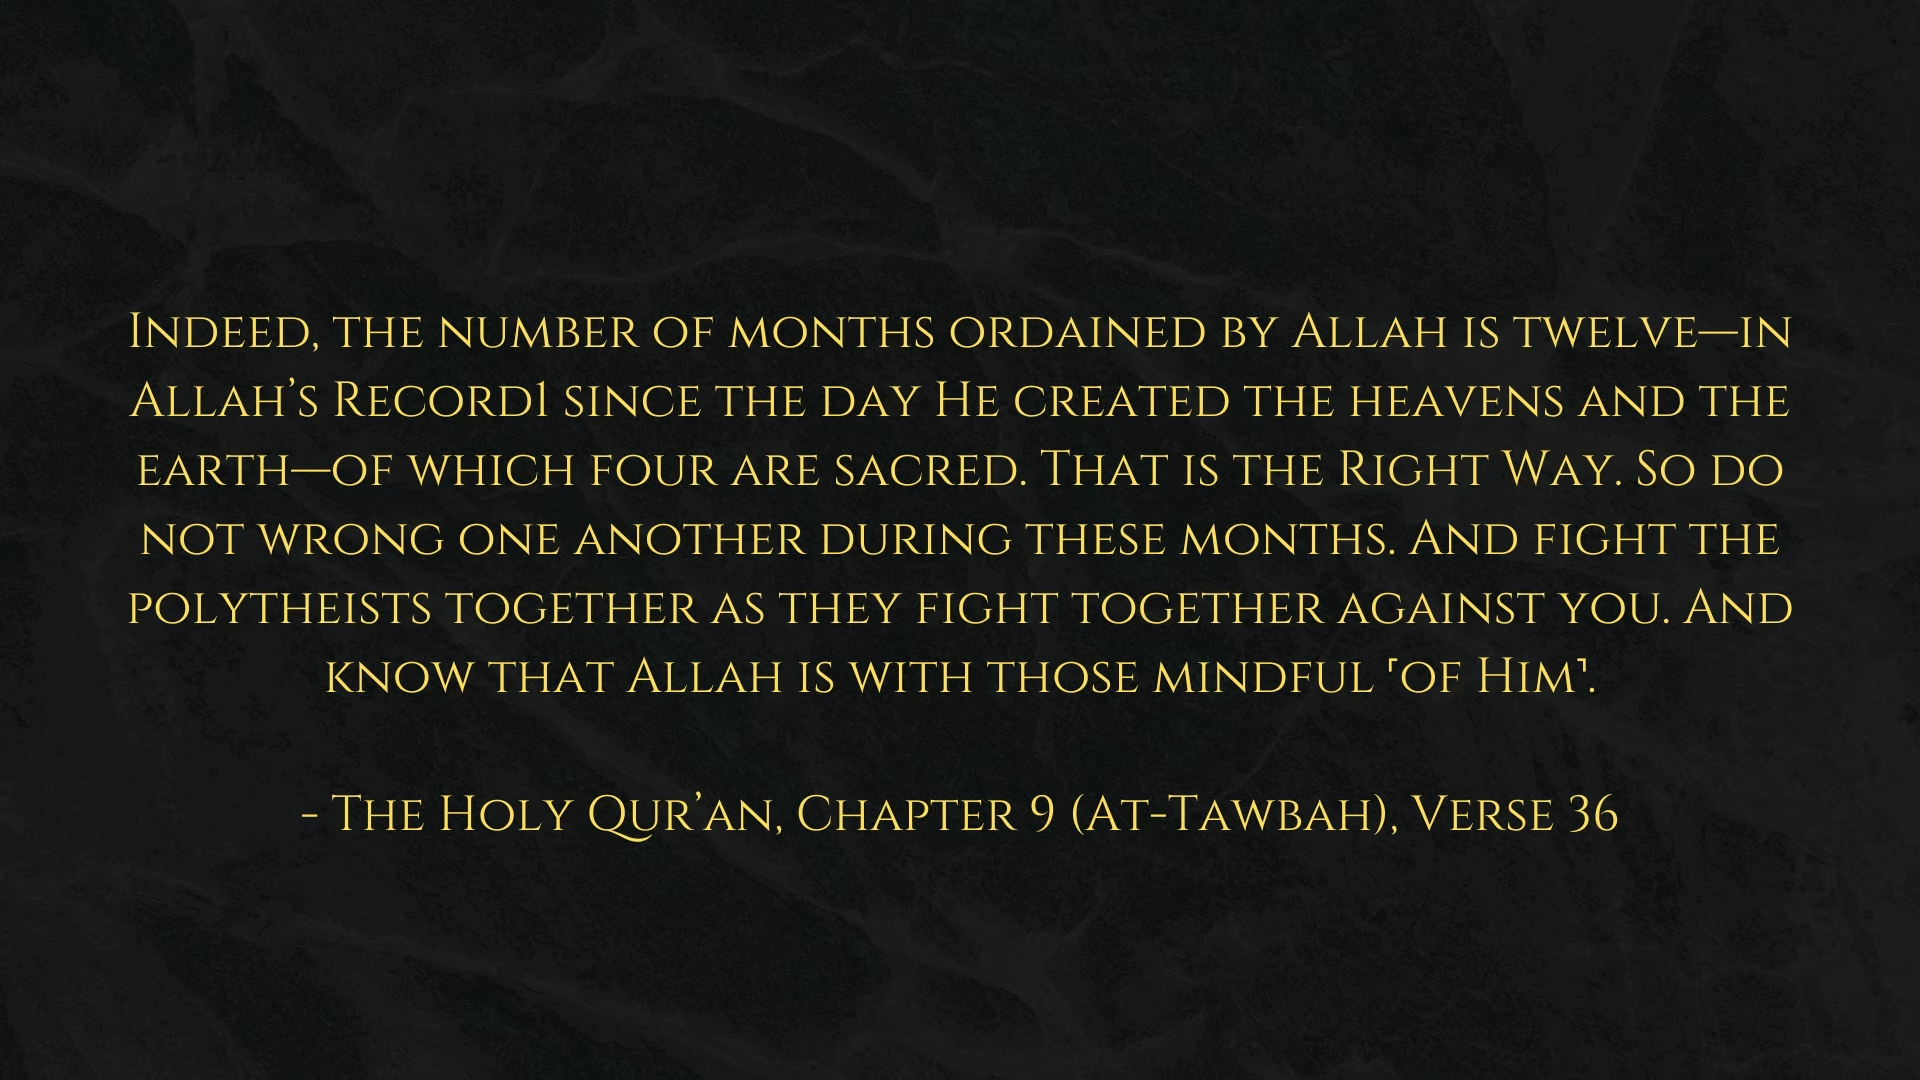 Indeed, the number of months ordained by Allah is twelve—in
Allah’s Record1 since the day He created the heavens and the
earth—of which four are sacred. That is the Right Way. So do
not wrong one another during these months. And fight the
polytheists together as they fight together against you. And
know that Allah is with those mindful ˹of Him˺.
- The Holy Qur’an, Chapter 9 (At-Tawbah), Verse 36